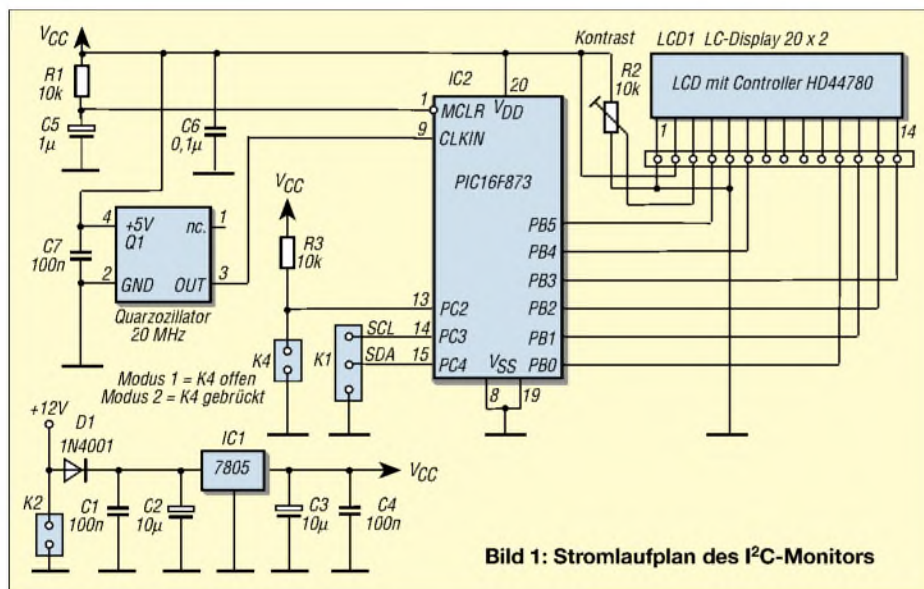 VCC
R1
10k
C5
1µ
C6
0,1µ
Kontrast
R2
10k
LCD1 LC-Display 20 x 2
LCD mit Controller HD44780
1
14
IC2
20
VDD
1
MCLR
9
CLKIN
PIC16F873
VCC
R3
10k
4
+5V
Q1
nc.
1
C7
100n
2
GND
OUT
3
Quarzozillator
20 MHz
13
PC2
14
PC3
15
PC4
SCL
SDA
K4
K1
PB5
PB4
PB3
PB2
PB1
PB0
VSS
8
19
Modus 1 = K4 offen
Modus 2 = K4 gebrückt
+12V
D1
1N4001
IC1
7805
VCC
K2
C1
100n
C2
10µ
C3
10µ
C4
100n
Bild 1: Stromlaufplan des I²C-Monitors